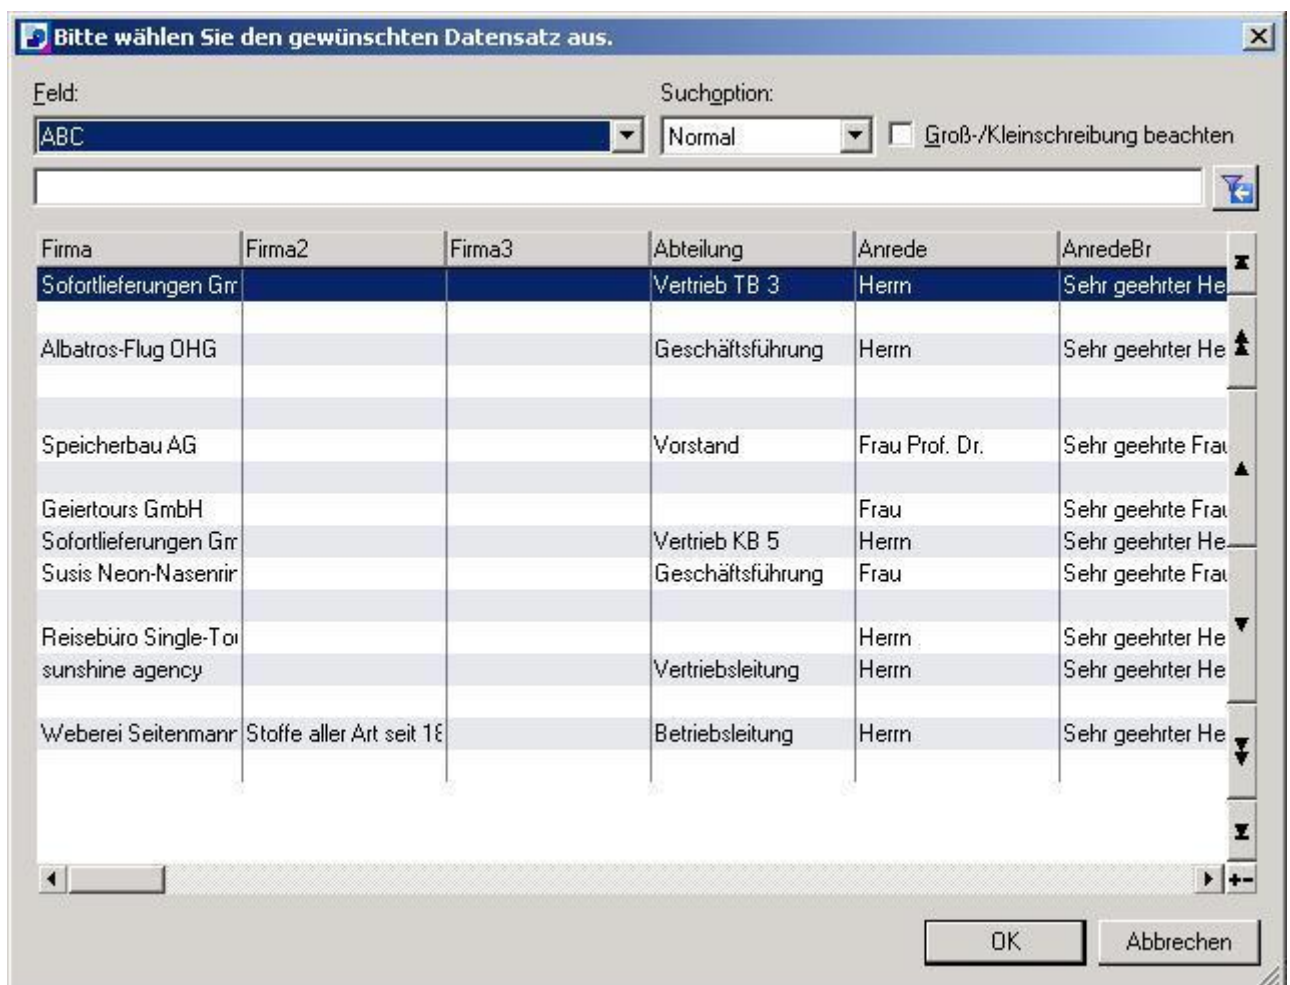 Bitte wählen Sie den gewünschten Datensatz aus.
Feld: Suchoption:
ABC Normal Groß-/Kleinschreibung beachten
Firma Firma2 Firma3 Abteilung Anrede AnredeBr
Sofortlieferungen Gm Vertrieb TB 3 Herrn Sehr geehrter He
Albatros-Flug OHG Geschäftsführung Herrn Sehr geehrter He
Speicherbau AG Vorstand Frau Prof. Dr. Sehr geehrte Frau
Geiertours GmbH Frau Sehr geehrte Frau
Sofortlieferungen Gm Vertrieb KB 5 Herrn Sehr geehrter He
Susis Neon-Nasenrin Geschäftsführung Frau Sehr geehrte Frau
Reisebüro Single-Tou Herrn Sehr geehrter He
sunshine agency Vertriebsleitung Herrn Sehr geehrter He
Weberei Seitenmann Stoffe aller Art seit 18 Betriebsleitung Herrn Sehr geehrter He
OK Abbrechen